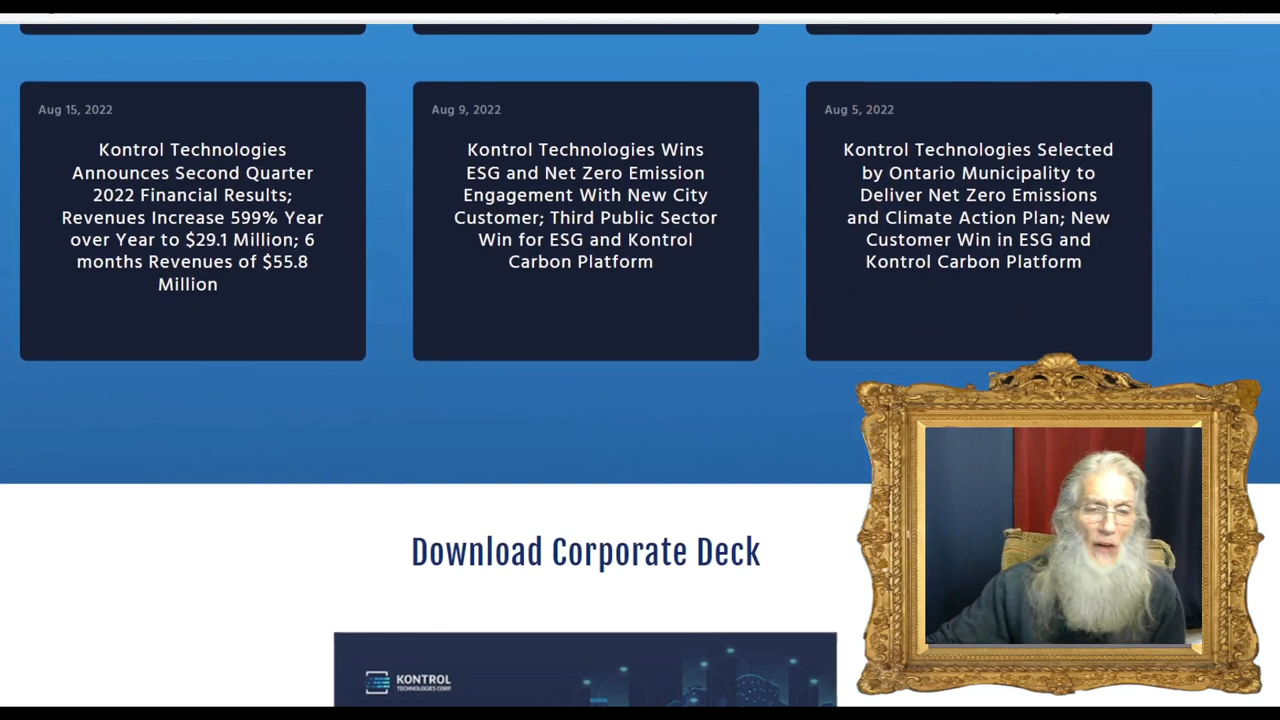 Aug 15, 2022
Kontrol Technologies
Announces Second Quarter
2022 Financial Results;
Revenues Increase 599% Year
over Year to $29.1 Million; 6
months Revenues of $55.8
Million
Aug 9, 2022
Kontrol Technologies Wins
ESG and Net Zero Emission
Engagement With New City
Customer; Third Public Sector
Win for ESG and Kontrol
Carbon Platform
Aug 5, 2022
Kontrol Technologies Selected
by Ontario Municipality to
Deliver Net Zero Emissions
and Climate Action Plan; New
Customer Win in ESG and
Kontrol Carbon Platform
Download Corporate Deck
KONTROL
TECHNOLOGIES CORP